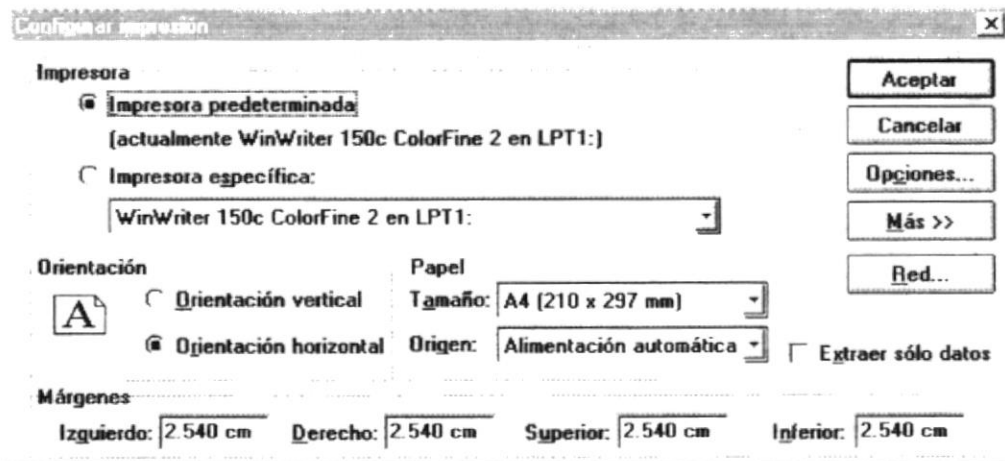 Configurar impresión
Impresora
Impresora predeterminada
(actualmente WinWriter 150c ColorFine 2 en LPT1:)
Impresora específica:
WinWriter 150c ColorFine 2 en LPT1:
Aceptar
Cancelar
Opciones...
Más >>
Red...
Orientación
A
Orientación vertical
Orientación horizontal
Papel
Tamaño: A4 (210 x 297 mm)
Origen: Alimentación automática
Extraer sólo datos
Márgenes
Izquierdo: 2.540 cm Derecho: 2.540 cm Superior: 2.540 cm Inferior: 2.540 cm